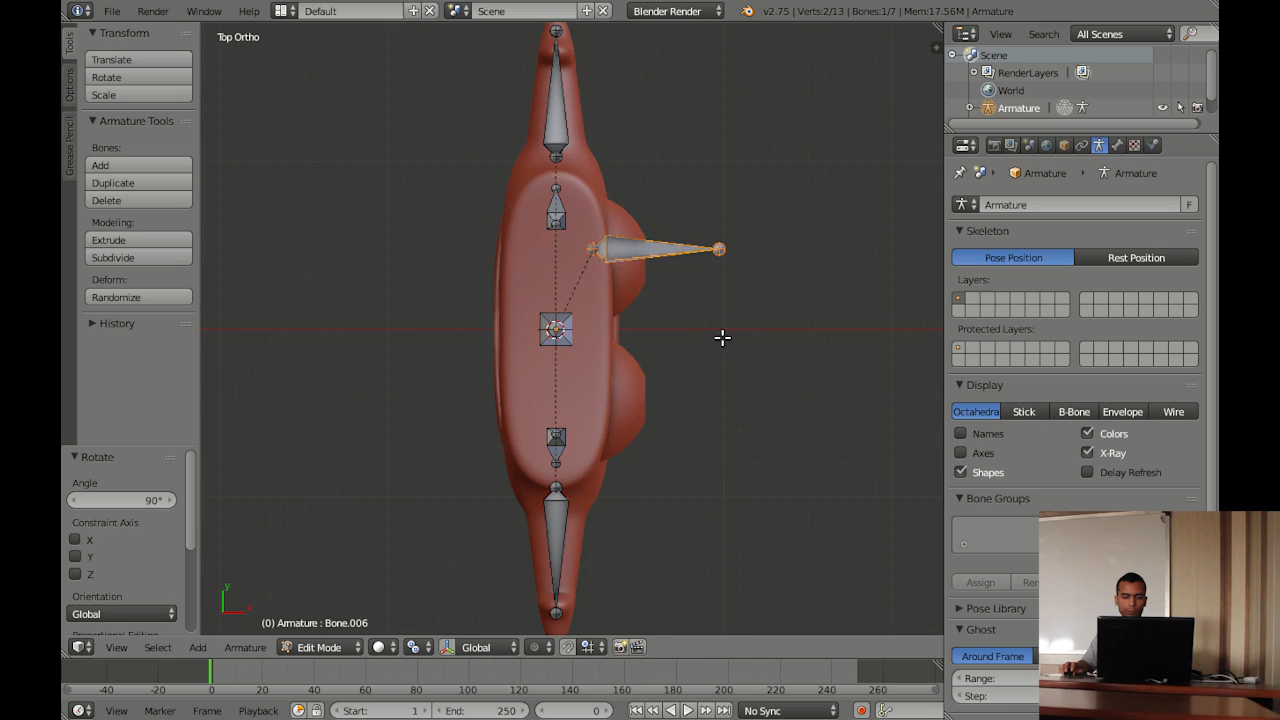 File Render Window Help Default Scene Blender Render v2.75 | Verts:2/13 | Bones:1/7 | Mem:17.56M | Armature
Tools
Options
Grease Pencil
Transform
Translate
Rotate
Scale
Armature Tools
Bones:
Add
Duplicate
Delete
Modeling:
Extrude
Subdivide
Deform:
Randomize
History
Rotate
Angle
90°
Constraint Axis
X
Y
Z
Orientation
Global
Top Ortho
y
(0) Armature : Bone.006
View Select Add Armature Edit Mode Global
-40 -20 0 20 40 60 80 100 120 140 160 180 200 220 240 260
View Marker Frame Playback Start: 1 End: 250 0 No Sync
View Search All Scenes
Scene
RenderLayers
World
Armature
Armature Armature
Armature F
Skeleton
Pose Position Rest Position
Layers:
Protected Layers:
Display
Octahedra Stick B-Bone Envelope Wire
Names Colors
Axes X-Ray
Shapes Delay Refresh
Bone Groups
Assign
Pose Library
Ghost
Around Frame
Range:
Step: